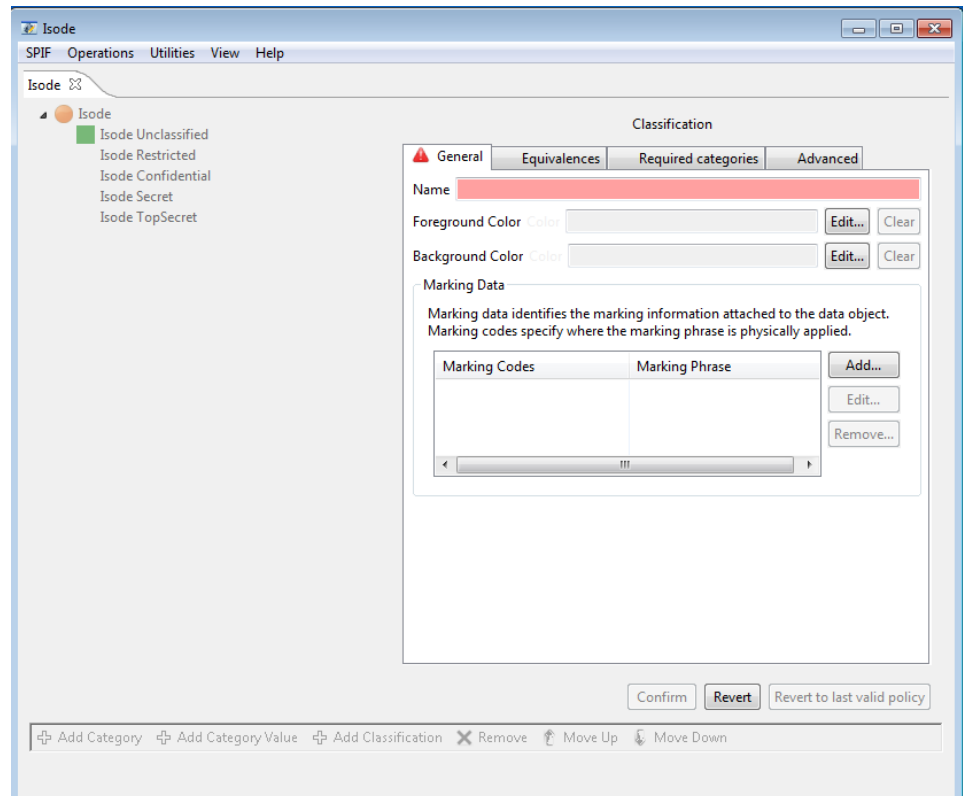 Isode
SPIF Operations Utilities View Help
Isode
Isode
Isode Unclassified
Isode Restricted
Isode Confidential
Isode Secret
Isode TopSecret
Classification
General Equivalences Required categories Advanced
Name
Foreground Color Color Edit... Clear
Background Color Color Edit... Clear
Marking Data
Marking data identifies the marking information attached to the data object.
Marking codes specify where the marking phrase is physically applied.
Marking Codes Marking Phrase Add...
Edit...
Remove...
Confirm Revert Revert to last valid policy
Add Category Add Category Value Add Classification Remove Move Up Move Down